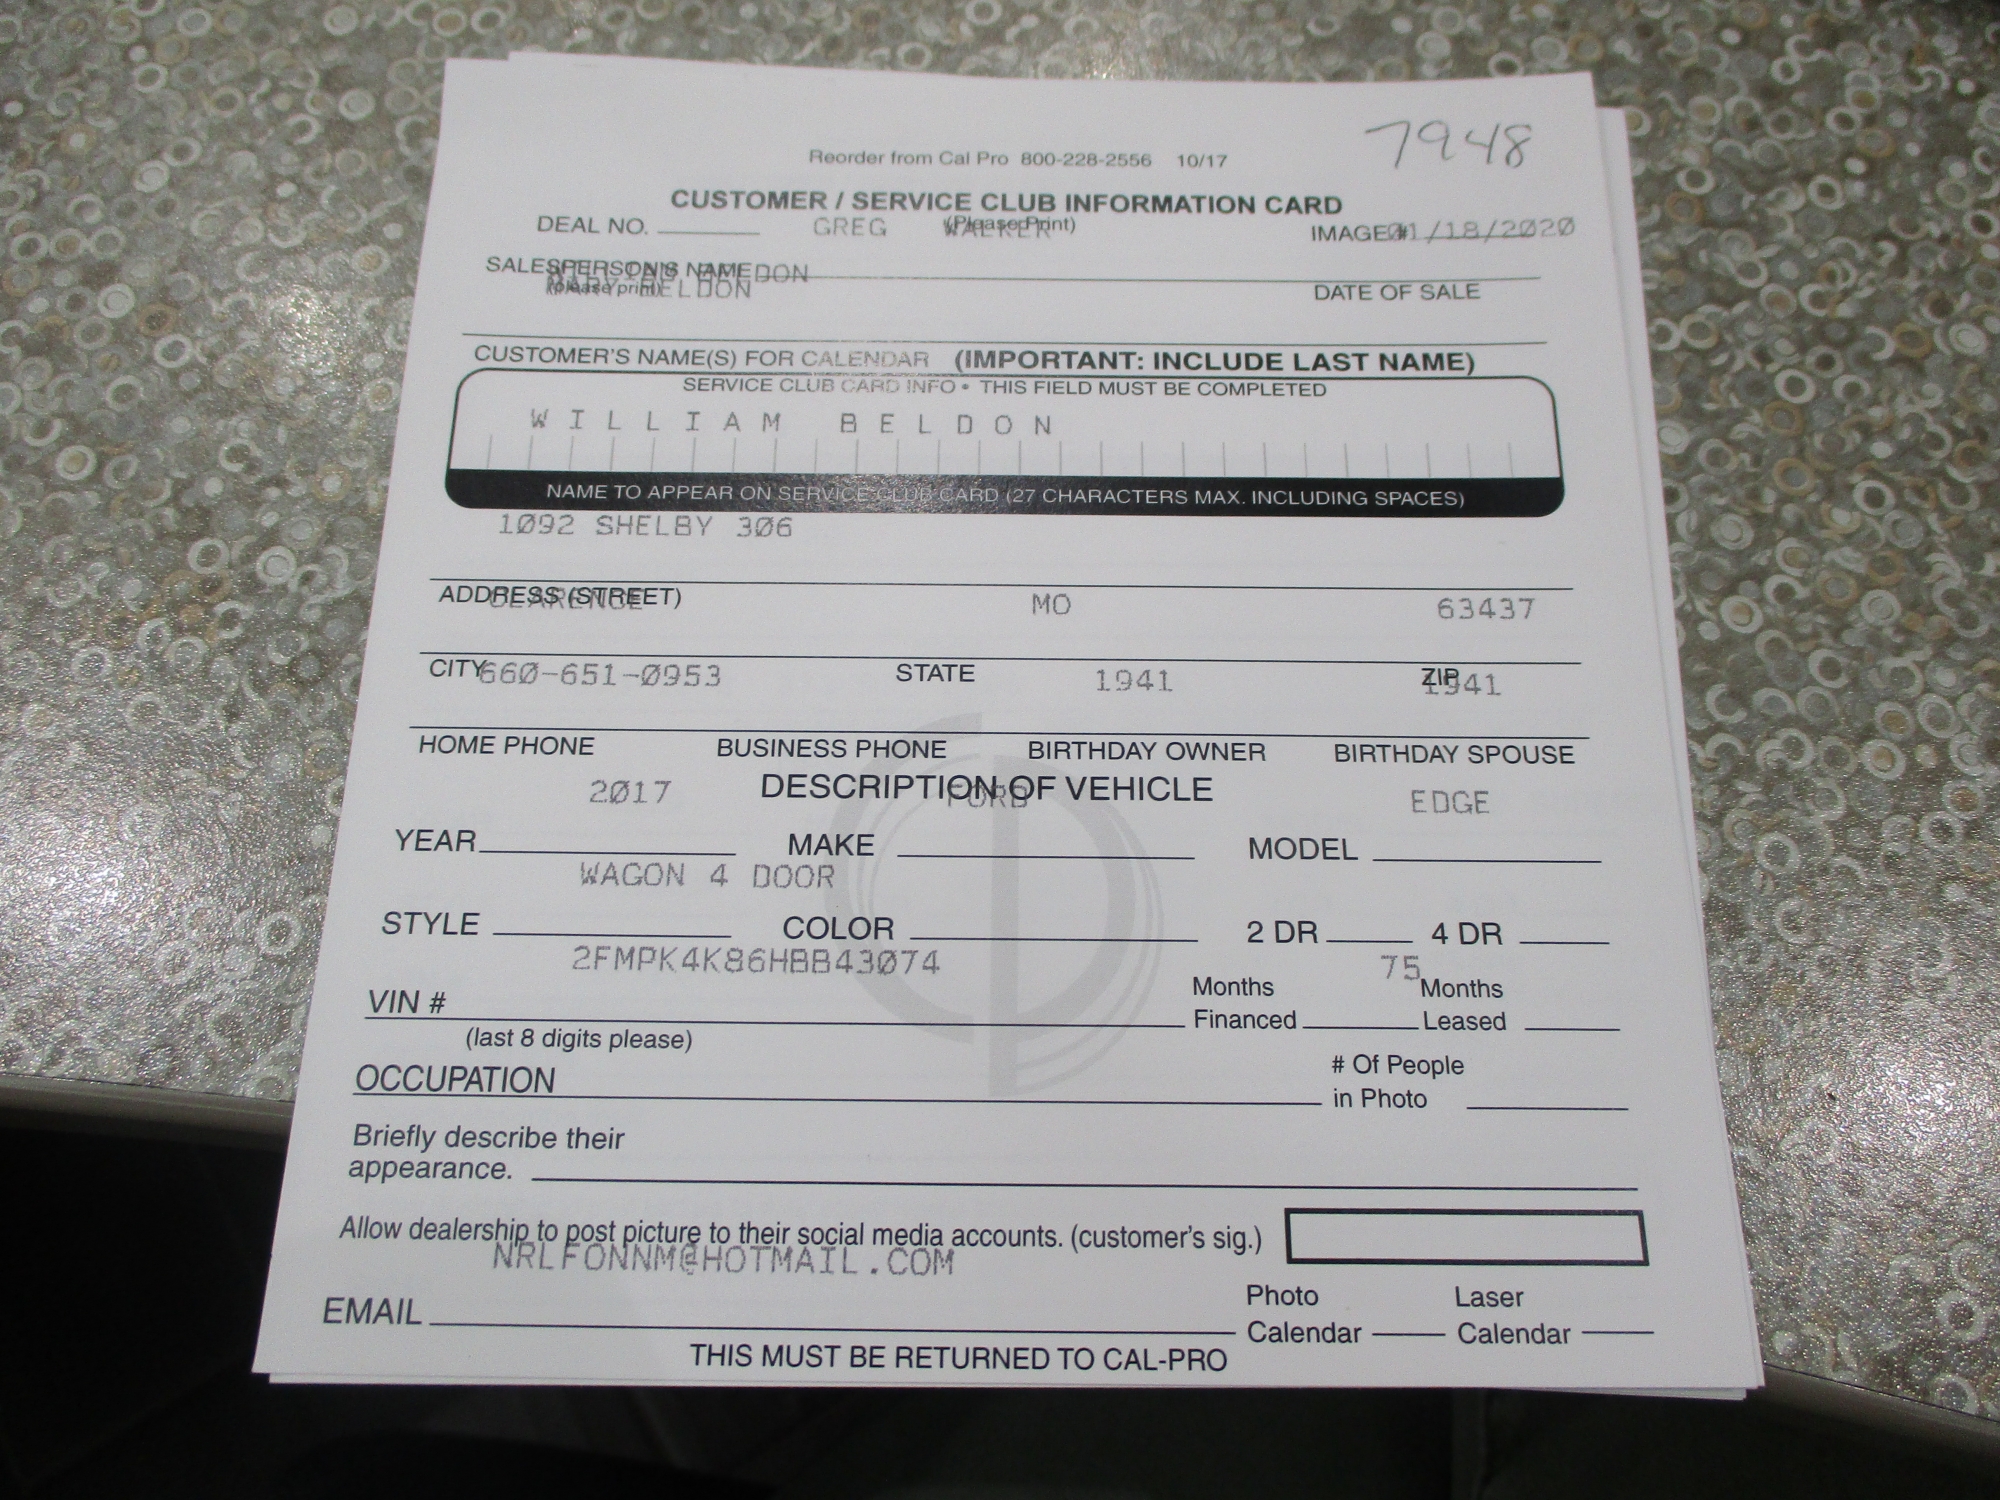 7948
Reorder from Cal Pro 800-228-2556 10/17
CUSTOMER / SERVICE CLUB INFORMATION CARD
(Please Print)
DEAL NO. GREG WALKER IMAGE # 01/18/2020
SALESPERSON'S NAME BELDON
(please print) MARY BELDON
DATE OF SALE
CUSTOMER'S NAME(S) FOR CALENDAR (IMPORTANT: INCLUDE LAST NAME)
SERVICE CLUB CARD INFO • THIS FIELD MUST BE COMPLETED
WILLIAM BELDON
NAME TO APPEAR ON SERVICE CLUB CARD (27 CHARACTERS MAX. INCLUDING SPACES)
1092 SHELBY 306
ADDRESS (STREET)
CLARENCE MO 63437
CITY STATE ZIP
660-651-0953 1941 1941
HOME PHONE BUSINESS PHONE BIRTHDAY OWNER BIRTHDAY SPOUSE
DESCRIPTION OF VEHICLE
2017 FORD EDGE
YEAR MAKE MODEL
WAGON 4 DOOR
STYLE COLOR 2 DR 4 DR
2FMPK4K86HBB43074 75
VIN # Months Financed Months Leased
(last 8 digits please)
OCCUPATION # Of People in Photo
Briefly describe their
appearance.
Allow dealership to post picture to their social media accounts. (customer's sig.)
NRLFONNM@HOTMAIL.COM
EMAIL Photo Calendar Laser Calendar
THIS MUST BE RETURNED TO CAL-PRO